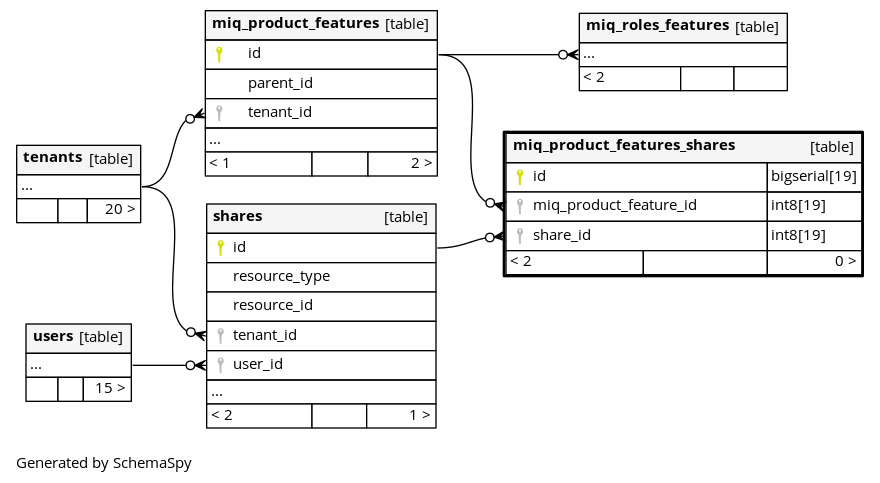 miq_product_features [table]
id
parent_id
tenant_id
...
< 1 2 >
miq_roles_features [table]
...
< 2
tenants [table]
...
20 >
miq_product_features_shares [table]
id bigserial[19]
miq_product_feature_id int8[19]
share_id int8[19]
< 2 0 >
shares [table]
id
resource_type
resource_id
tenant_id
user_id
...
< 2 1 >
users [table]
...
15 >
Generated by SchemaSpy